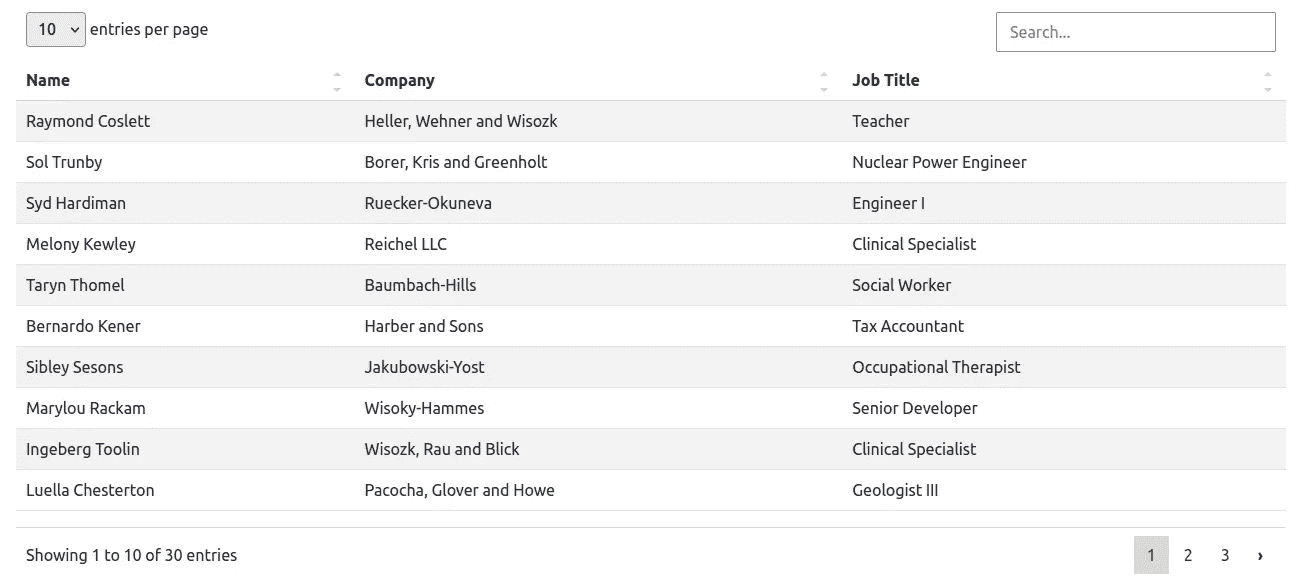 10 entries per page Search...
Name Company Job Title
Raymond Coslett Heller, Wehner and Wisozk Teacher
Sol Trunby Borer, Kris and Greenholt Nuclear Power Engineer
Syd Hardiman Ruecker-Okuneva Engineer I
Melony Kewley Reichel LLC Clinical Specialist
Taryn Thomel Baumbach-Hills Social Worker
Bernardo Kener Harber and Sons Tax Accountant
Sibley Sesons Jakubowski-Yost Occupational Therapist
Marylou Rackam Wisoky-Hammes Senior Developer
Ingeberg Toolin Wisozk, Rau and Blick Clinical Specialist
Luella Chesterton Pacocha, Glover and Howe Geologist III
Showing 1 to 10 of 30 entries 1 2 3 ›